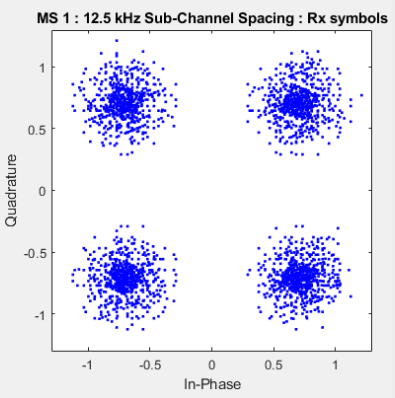 MS 1 : 12.5 kHz Sub-Channel Spacing : Rx symbols
1
0.5
0
-0.5
-1
Quadrature
-1 -0.5 0 0.5 1
In-Phase